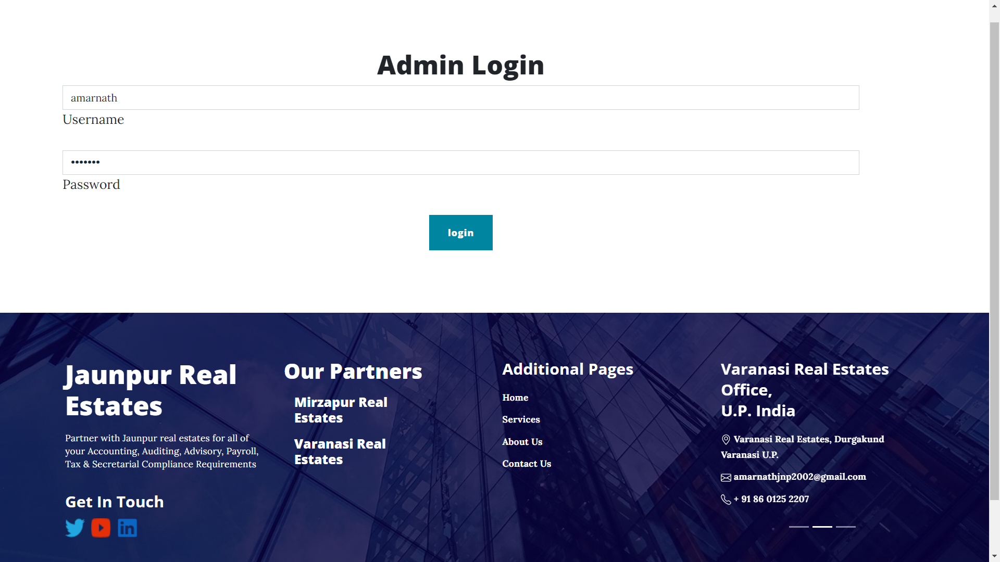 Admin Login
amarnath
Username
•••••••
Password
login
Jaunpur Real
Estates
Partner with Jaunpur real estates for all of
your Accounting, Auditing, Advisory, Payroll,
Tax & Secretarial Compliance Requirements
Get In Touch
in
Our Partners
Mirzapur Real
Estates
Varanasi Real
Estates
Additional Pages
Home
Services
About Us
Contact Us
Varanasi Real Estates
Office,
U.P. India
Varanasi Real Estates, Durgakund
Varanasi U.P.
amarnathjnp2002@gmail.com
+ 91 86 0125 2207